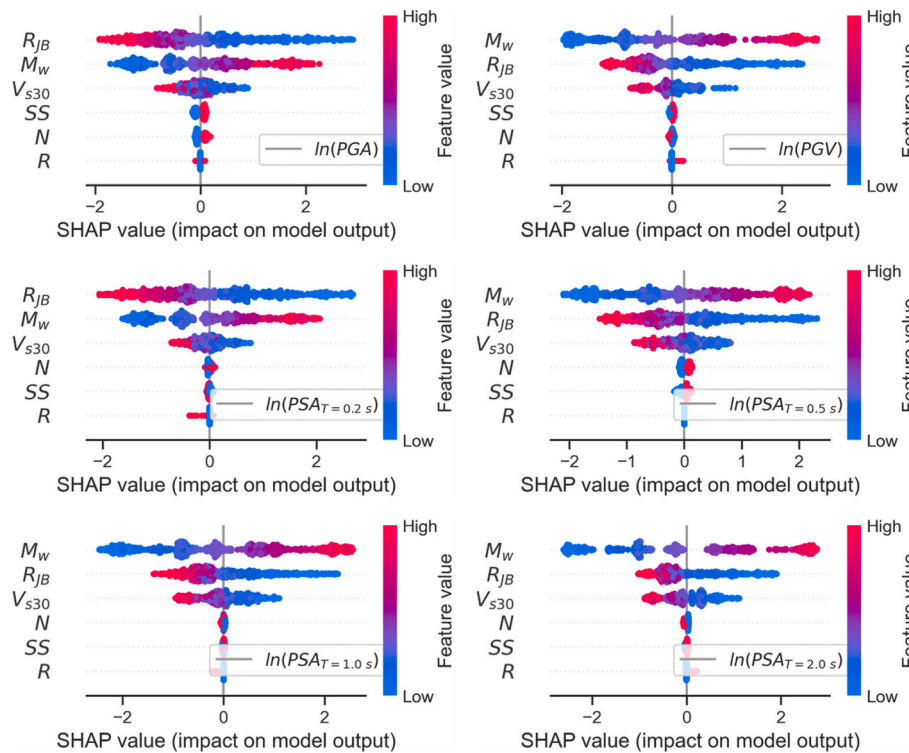 High
R_JB
M_w
V_s30
SS
N
R
ln(PGA)
Feature value
Low
−2 0 2
SHAP value (impact on model output)
High
M_w
R_JB
V_s30
SS
N
R
ln(PGV)
Feature value
Low
−2 0 2
SHAP value (impact on model output)
High
R_JB
M_w
V_s30
N
SS
R
ln(PSA_T=0.2 s)
Feature value
Low
−2 0 2
SHAP value (impact on model output)
High
M_w
R_JB
V_s30
N
SS
R
ln(PSA_T=0.5 s)
Feature value
Low
−2 −1 0 1 2
SHAP value (impact on model output)
High
M_w
R_JB
V_s30
N
SS
R
ln(PSA_T=1.0 s)
Feature value
Low
−2 0 2
SHAP value (impact on model output)
High
M_w
R_JB
V_s30
N
SS
R
ln(PSA_T=2.0 s)
Feature value
Low
−2 0 2
SHAP value (impact on model output)